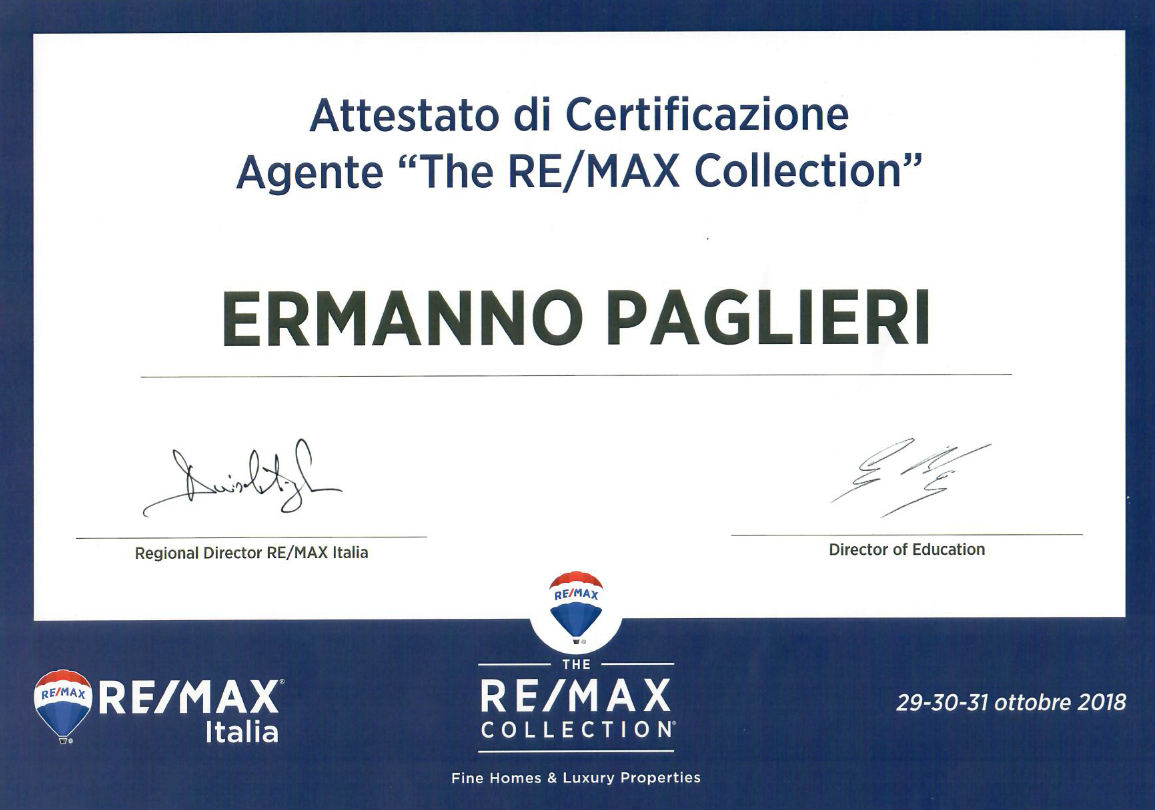 Attestato di Certificazione
Agente “The RE/MAX Collection”
ERMANNO PAGLIERI
Regional Director RE/MAX Italia
Director of Education
RE/MAX
RE/MAX
RE/MAX®
Italia
THE
RE/MAX
COLLECTION®
Fine Homes & Luxury Properties
29-30-31 ottobre 2018